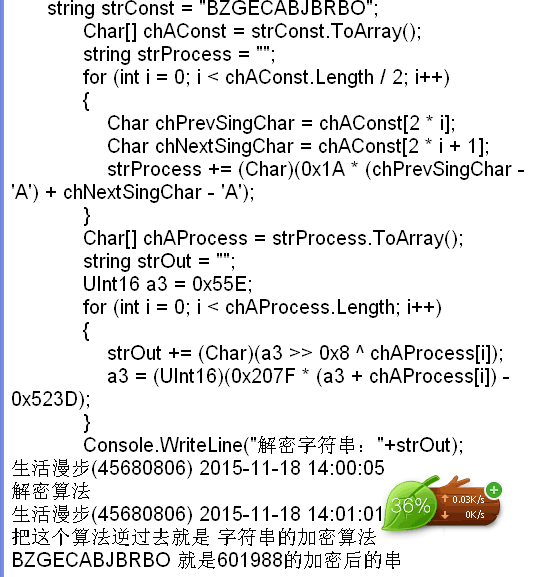 string strConst = "BZGECABJBRBO";
Char[] chAConst = strConst.ToArray();
string strProcess = "";
for (int i = 0; i < chAConst.Length / 2; i++)
{
Char chPrevSingChar = chAConst[2 * i];
Char chNextSingChar = chAConst[2 * i + 1];
strProcess += (Char)(0x1A * (chPrevSingChar -
'A') + chNextSingChar - 'A');
}
Char[] chAProcess = strProcess.ToArray();
string strOut = "";
UInt16 a3 = 0x55E;
for (int i = 0; i < chAProcess.Length; i++)
{
strOut += (Char)(a3 >> 0x8 ^ chAProcess[i]);
a3 = (UInt16)(0x207F * (a3 + chAProcess[i]) -
0x523D);
}
Console.WriteLine("解密字符串："+strOut);
生活漫步(45680806) 2015-11-18 14:00:05
解密算法
生活漫步(45680806) 2015-11-18 14:01:01
36%
↑ 0.03K/s
↓ 0K/s
把这个算法逆过去就是 字符串的加密算法
BZGECABJBRBO 就是601988的加密后的串